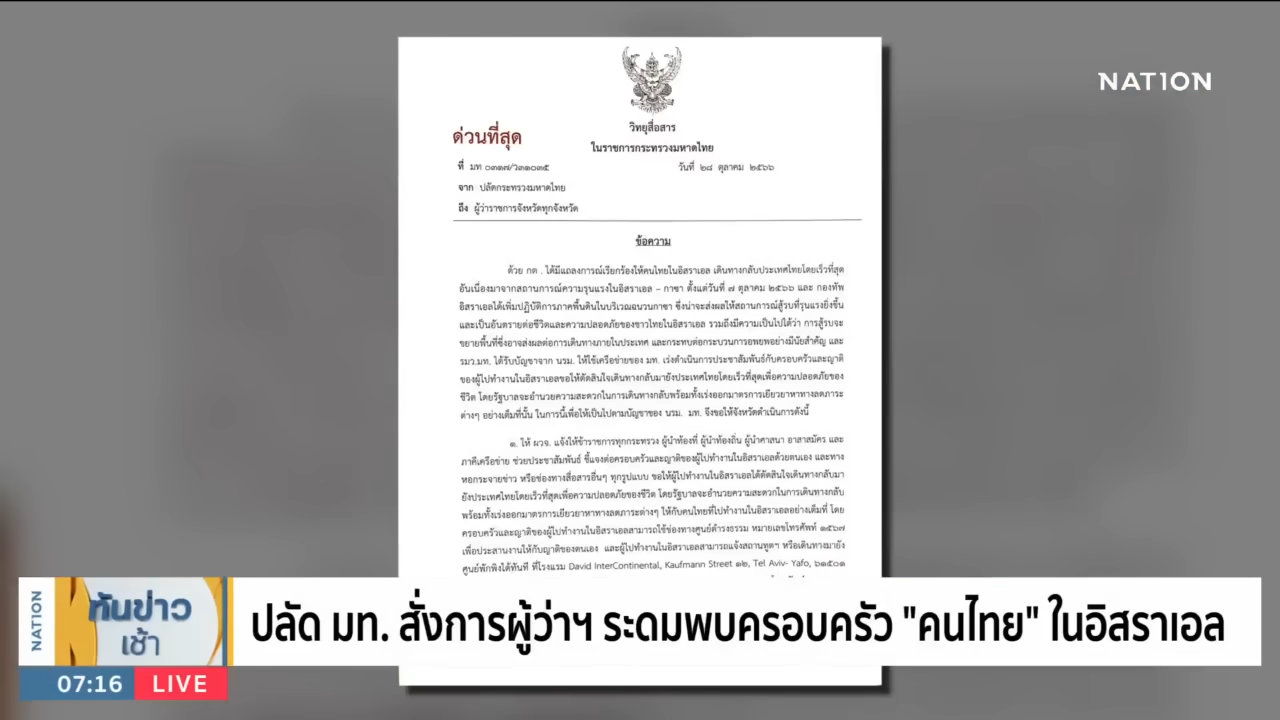 NATION
วิทยุสื่อสาร
ด่วนที่สุด
ในราชการกระทรวงมหาดไทย
ที่ มท ๐๓๑๗/ว๓๑๐๓๕
วันที่ ๒๘ ตุลาคม ๒๕๖๖
จาก ปลัดกระทรวงมหาดไทย
ถึง ผู้ว่าราชการจังหวัดทุกจังหวัด
ข้อความ
ด้วย กต . ได้มีแถลงการณ์เรียกร้องให้คนไทยในอิสราเอล เดินทางกลับประเทศไทยโดยเร็วที่สุด
อันเนื่องมาจากสถานการณ์ความรุนแรงในอิสราเอล – กาซา ตั้งแต่วันที่ ๗ ตุลาคม ๒๕๖๖ และ กองทัพ
อิสราเอลได้เพิ่มปฏิบัติการภาคพื้นดินในบริเวณฉนวนกาซา ซึ่งน่าจะส่งผลให้สถานการณ์สู้รบที่รุนแรงยิ่งขึ้น
และเป็นอันตรายต่อชีวิตและความปลอดภัยของชาวไทยในอิสราเอล รวมถึงมีความเป็นไปได้ว่า การสู้รบจะ
ขยายพื้นที่ซึ่งอาจส่งผลต่อการเดินทางภายในประเทศ และกระทบต่อกระบวนการอพยพอย่างมีนัยสำคัญ และ
รมว.มท. ได้รับบัญชาจาก นรม. ให้ใช้เครือข่ายของ มท. เร่งดำเนินการประชาสัมพันธ์กับครอบครัวและญาติ
ของผู้ไปทำงานในอิสราเอลขอให้ตัดสินใจเดินทางกลับมายังประเทศไทยโดยเร็วที่สุดเพื่อความปลอดภัยของ
ชีวิต โดยรัฐบาลจะอำนวยความสะดวกในการเดินทางกลับพร้อมทั้งเร่งออกมาตรการเยียวยาหาทางลดภาระ
ต่างๆ อย่างเต็มที่นั้น ในการนี้เพื่อให้เป็นไปตามบัญชาของ นรม. มท. จึงขอให้จังหวัดดำเนินการดังนี้
๑. ให้ ผวจ. แจ้งให้ข้าราชการทุกกระทรวง ผู้นำท้องที่ ผู้นำท้องถิ่น ผู้นำศาสนา อาสาสมัคร และ
ภาคีเครือข่าย ช่วยประชาสัมพันธ์ ชี้แจงต่อครอบครัวและญาติของผู้ไปทำงานในอิสราเอลด้วยตนเอง และทาง
หอกระจายข่าว หรือช่องทางสื่อสารอื่นๆ ทุกรูปแบบ ขอให้ผู้ไปทำงานในอิสราเอลได้ตัดสินใจเดินทางกลับมา
ยังประเทศไทยโดยเร็วที่สุดเพื่อความปลอดภัยของชีวิต โดยรัฐบาลจะอำนวยความสะดวกในการเดินทางกลับ
พร้อมทั้งเร่งออกมาตรการเยียวยาหาทางลดภาระต่างๆ ให้กับคนไทยที่ไปทำงานในอิสราเอลอย่างเต็มที่ โดย
ครอบครัวและญาติของผู้ไปทำงานในอิสราเอลสามารถใช้ช่องทางศูนย์ดำรงธรรม หมายเลขโทรศัพท์ ๑๕๖๗
เพื่อประสานงานให้กับญาติของตนเอง และผู้ไปทำงานในอิสราเอลสามารถแจ้งสถานทูตฯ หรือเดินทางมายัง
ศูนย์พักพิงได้ทันที ที่โรงแรม David InterContinental, Kaufmann Street ๑๒, Tel Aviv- Yafo, ๖๑๕๐๑
NATION
ทันข่าว
เช้า
ปลัด มท. สั่งการผู้ว่าฯ ระดมพบครอบครัว "คนไทย" ในอิสราเอล
07:16 LIVE